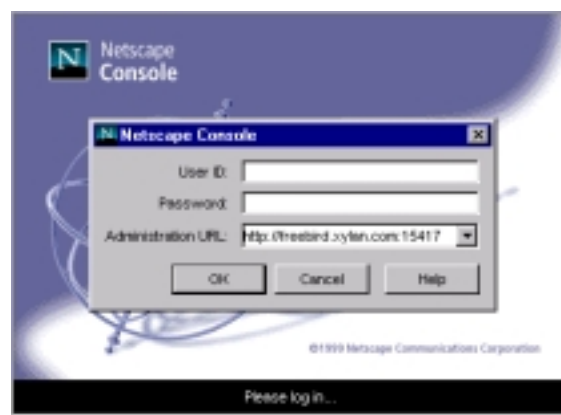 N
Netscape
Console
N Netscape Console
User ID:
Password:
Administration URL: http://freebird.xylan.com:15417
OK Cancel Help
©1999 Netscape Communications Corporation
Please log in...